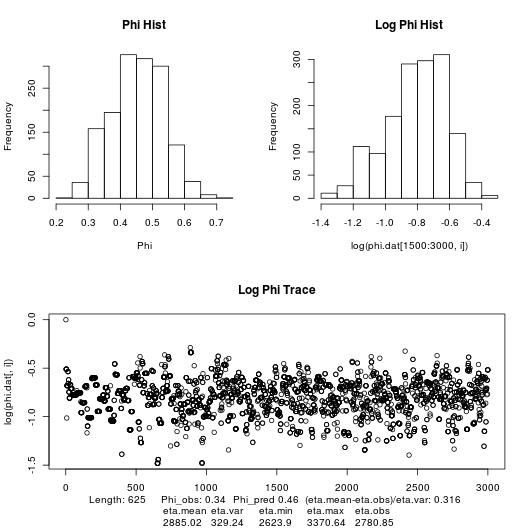 Phi Hist
Log Phi Hist
Frequency
50
150
250
0
0.2 0.3 0.4 0.5 0.6 0.7
Phi
Frequency
0
50
100
200
300
-1.4 -1.2 -1.0 -0.8 -0.6 -0.4
log(phi.dat[1500:3000, i])
Log Phi Trace
log(phi.dat[, i])
0.0
-0.5
-1.0
-1.5
0 500 1000 1500 2000 2500 3000
Length: 625 Phi_obs: 0.34 Phi_pred 0.46 (eta.mean-eta.obs)/eta.var: 0.316
eta.mean eta.var eta.min eta.max eta.obs
2885.02 329.24 2623.9 3370.64 2780.85